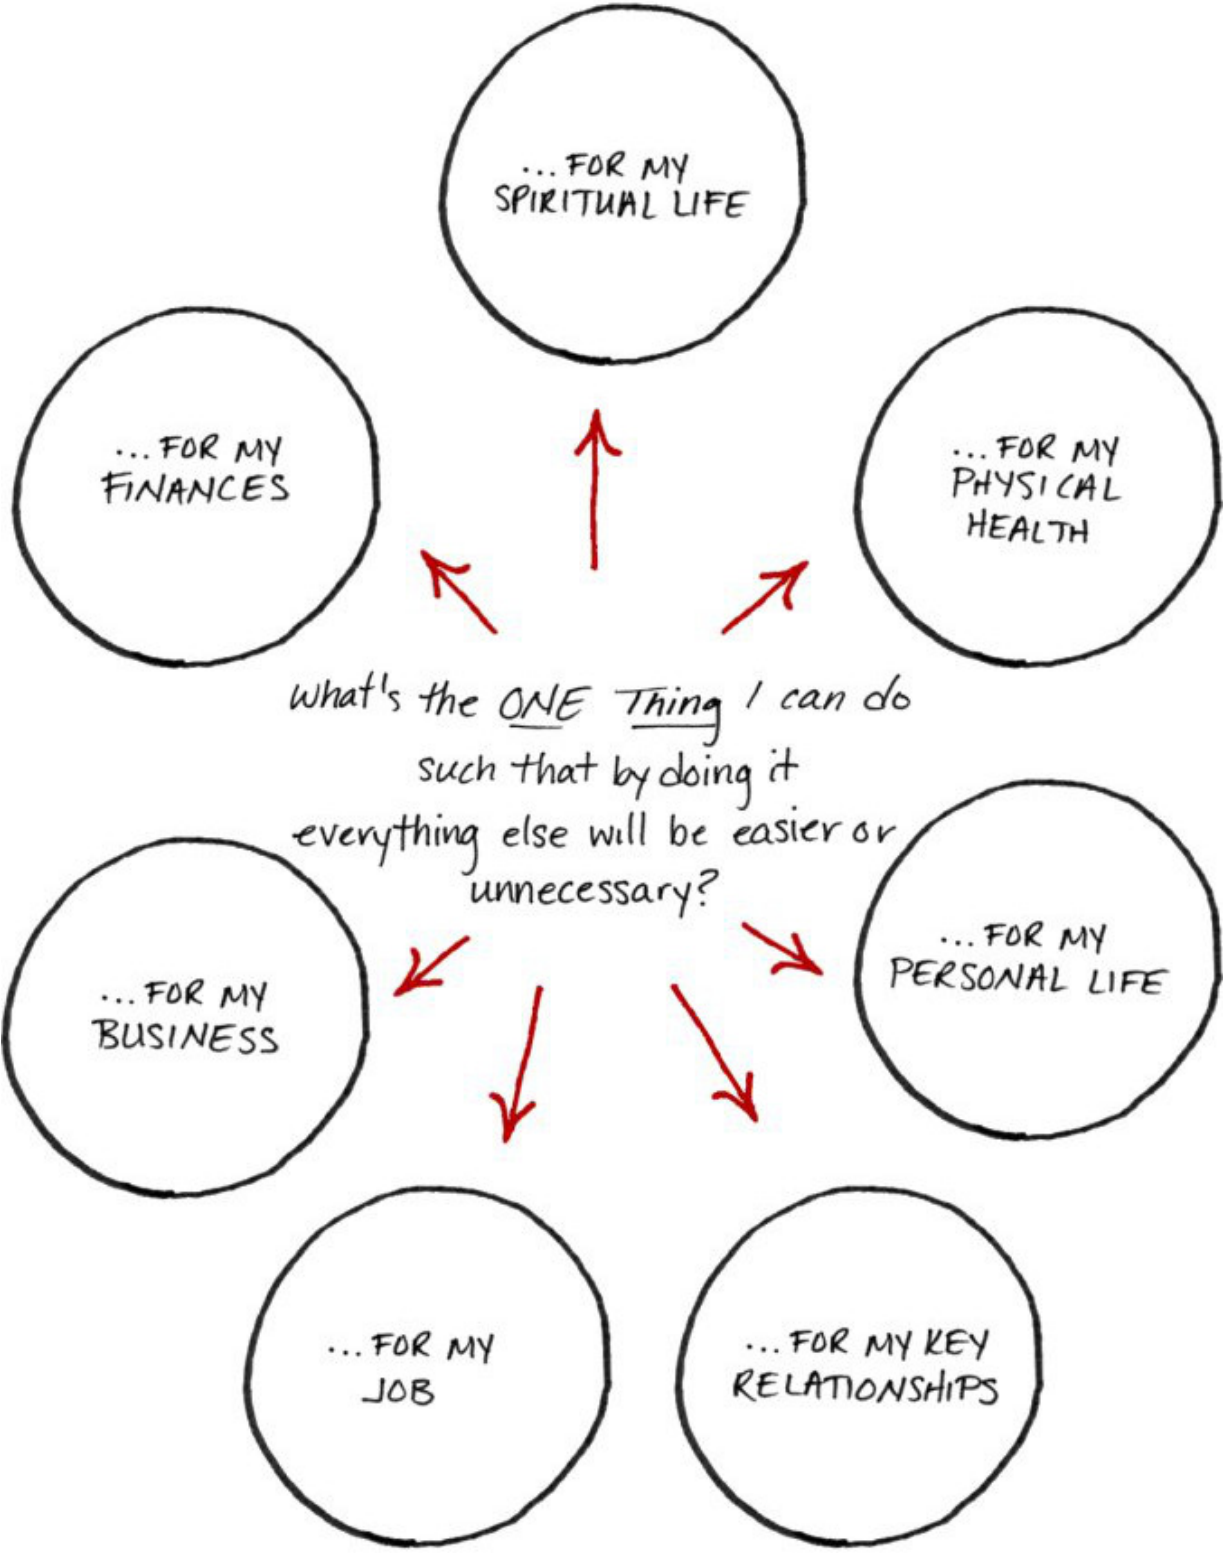 ... FOR MY
SPIRITUAL LIFE
... FOR MY
FINANCES
... FOR MY
PHYSICAL
HEALTH
what's the ONE Thing I can do
such that by doing it
everything else will be easier or
unnecessary?
... FOR MY
PERSONAL LIFE
... FOR MY
BUSINESS
... FOR MY
JOB
... FOR MY KEY
RELATIONSHIPS